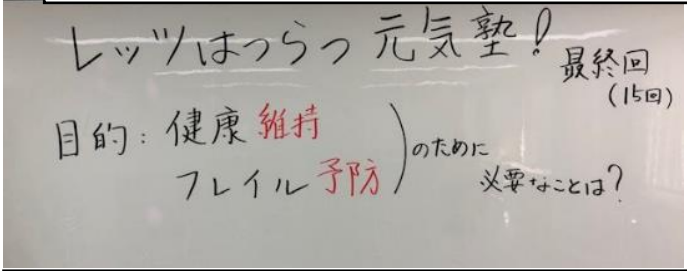 レッツはつらつ元気塾!
最終回
(15回)
目的:健康維持
フレイル予防
のために
必要なことは?